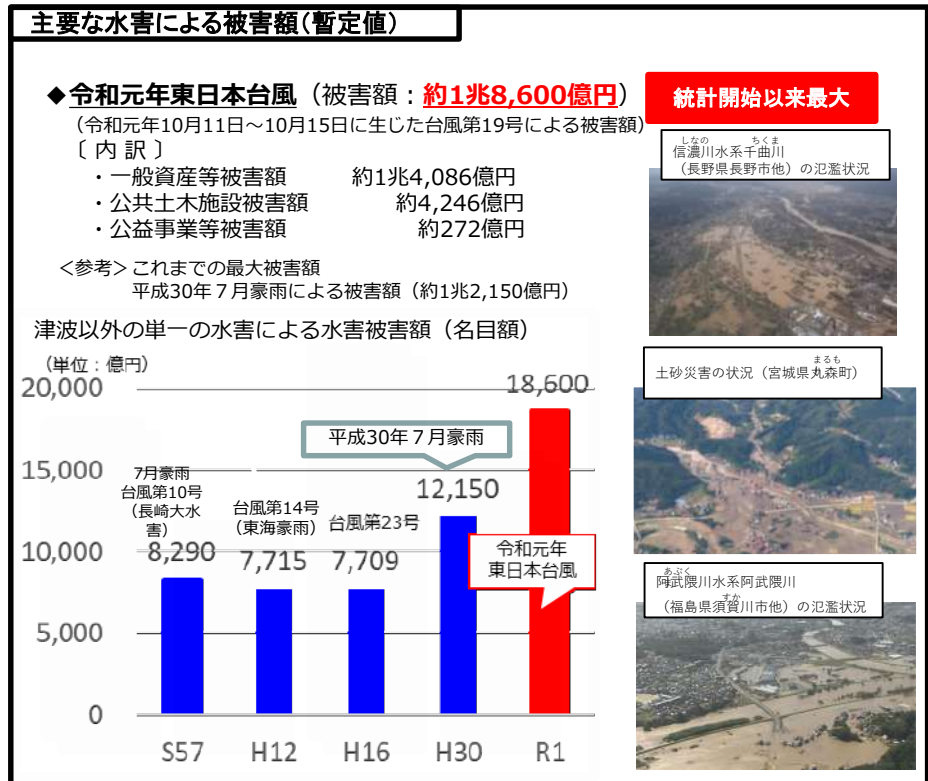 主要な水害による被害額(暫定値)
◆令和元年東日本台風（被害額：約1兆8,600億円）
統計開始以来最大
（令和元年10月11日～10月15日に生じた台風第19号による被害額）
〔 内 訳 〕
・一般資産等被害額 約1兆4,086億円
・公共土木施設被害額 約4,246億円
・公益事業等被害額 約272億円
＜参考＞これまでの最大被害額
平成30年７月豪雨による被害額（約1兆2,150億円）
津波以外の単一の水害による水害被害額（名目額）
（単位：億円）
20,000
15,000
10,000
5,000
0
7月豪雨
台風第10号
（長崎大水
害）
8,290
台風第14号
（東海豪雨）
7,715
台風第23号
7,709
平成30年７月豪雨
12,150
18,600
令和元年
東日本台風
S57 H12 H16 H30 R1
しなの ちくま
信濃川水系千曲川
（長野県長野市他）の氾濫状況
まるも
土砂災害の状況（宮城県丸森町）
あぶく
阿武隈川水系阿武隈川
すか
（福島県須賀川市他）の氾濫状況